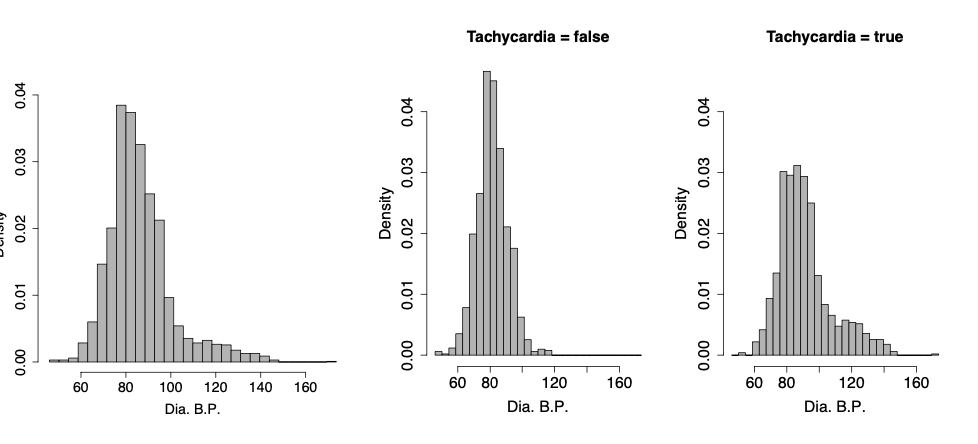 Density
0.04
0.03
0.02
0.01
0.00
60 80 100 120 140 160
Dia. B.P.
Tachycardia = false
Density
0.04
0.03
0.02
0.01
0.00
60 80 120 160
Dia. B.P.
Tachycardia = true
Density
0.04
0.03
0.02
0.01
0.00
60 80 120 160
Dia. B.P.